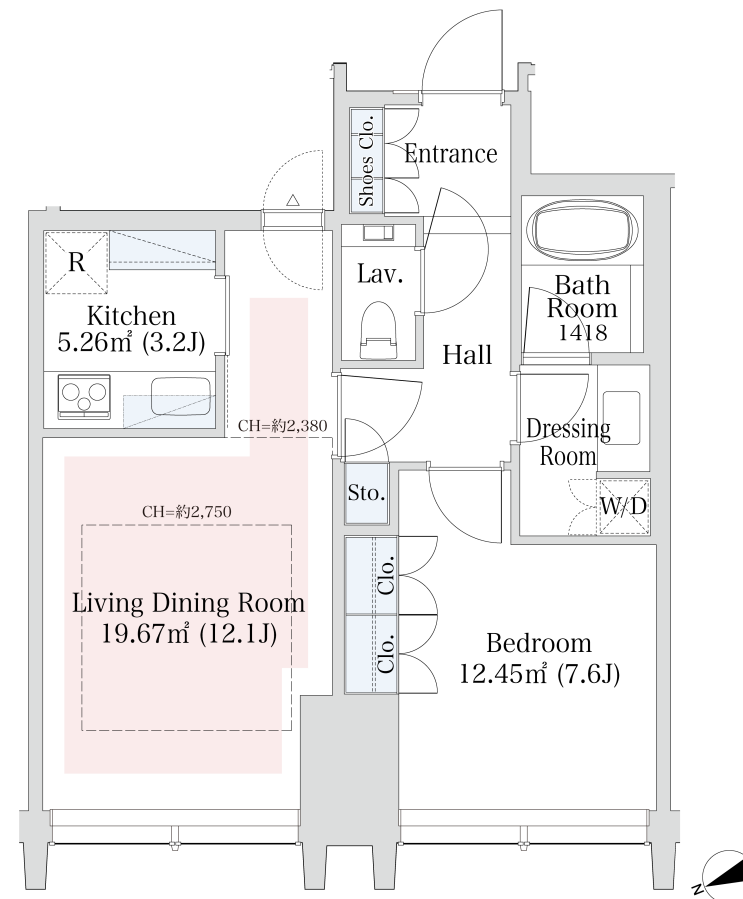 Shoes Clo.
Entrance
R
Lav.
Bath
Room
1418
Kitchen
5.26㎡ (3.2J)
Hall
CH=約2,380
Dressing
Room
Sto.
W/D
CH=約2,750
Clo.
Living Dining Room
19.67㎡ (12.1J)
Clo.
Bedroom
12.45㎡ (7.6J)
N